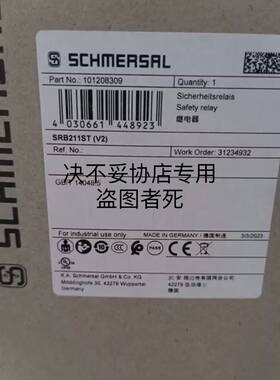 SCHMERSAL
Part No.: 101208309
Quantity: 1
Sicherheitsrelais
Safety relay
继电器
4 030661 448923
SRB211ST (V2)
Ref. No.:
Work Order: 31234932
决不妥协店专用
盗图者死
For industrial use only
MADE IN GERMANY / 德国制造
3/3/2023
K.A. Schmersal GmbH & Co. KG
Möddinghofe 30, 42279 Wuppertal
Germany
SCHMERSAL
SCHMERSAL